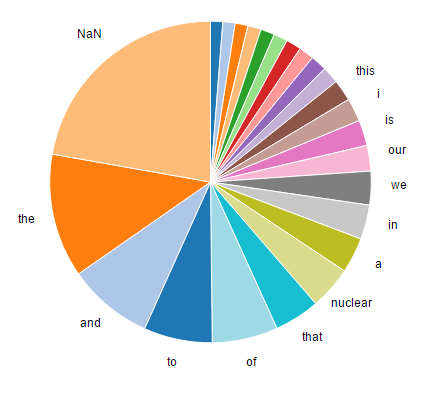 NaN
this
i
is
our
the
we
in
a
nuclear
and
that
to
of